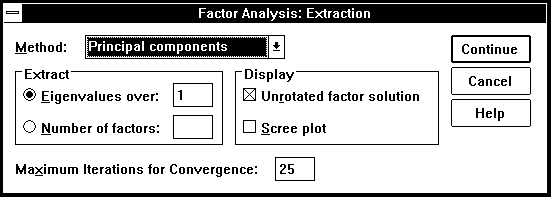 Factor Analysis: Extraction
Method: Principal components
Continue
Extract
Display
Eigenvalues over: 1
Unrotated factor solution
Cancel
Number of factors:
Scree plot
Help
Maximum Iterations for Convergence: 25